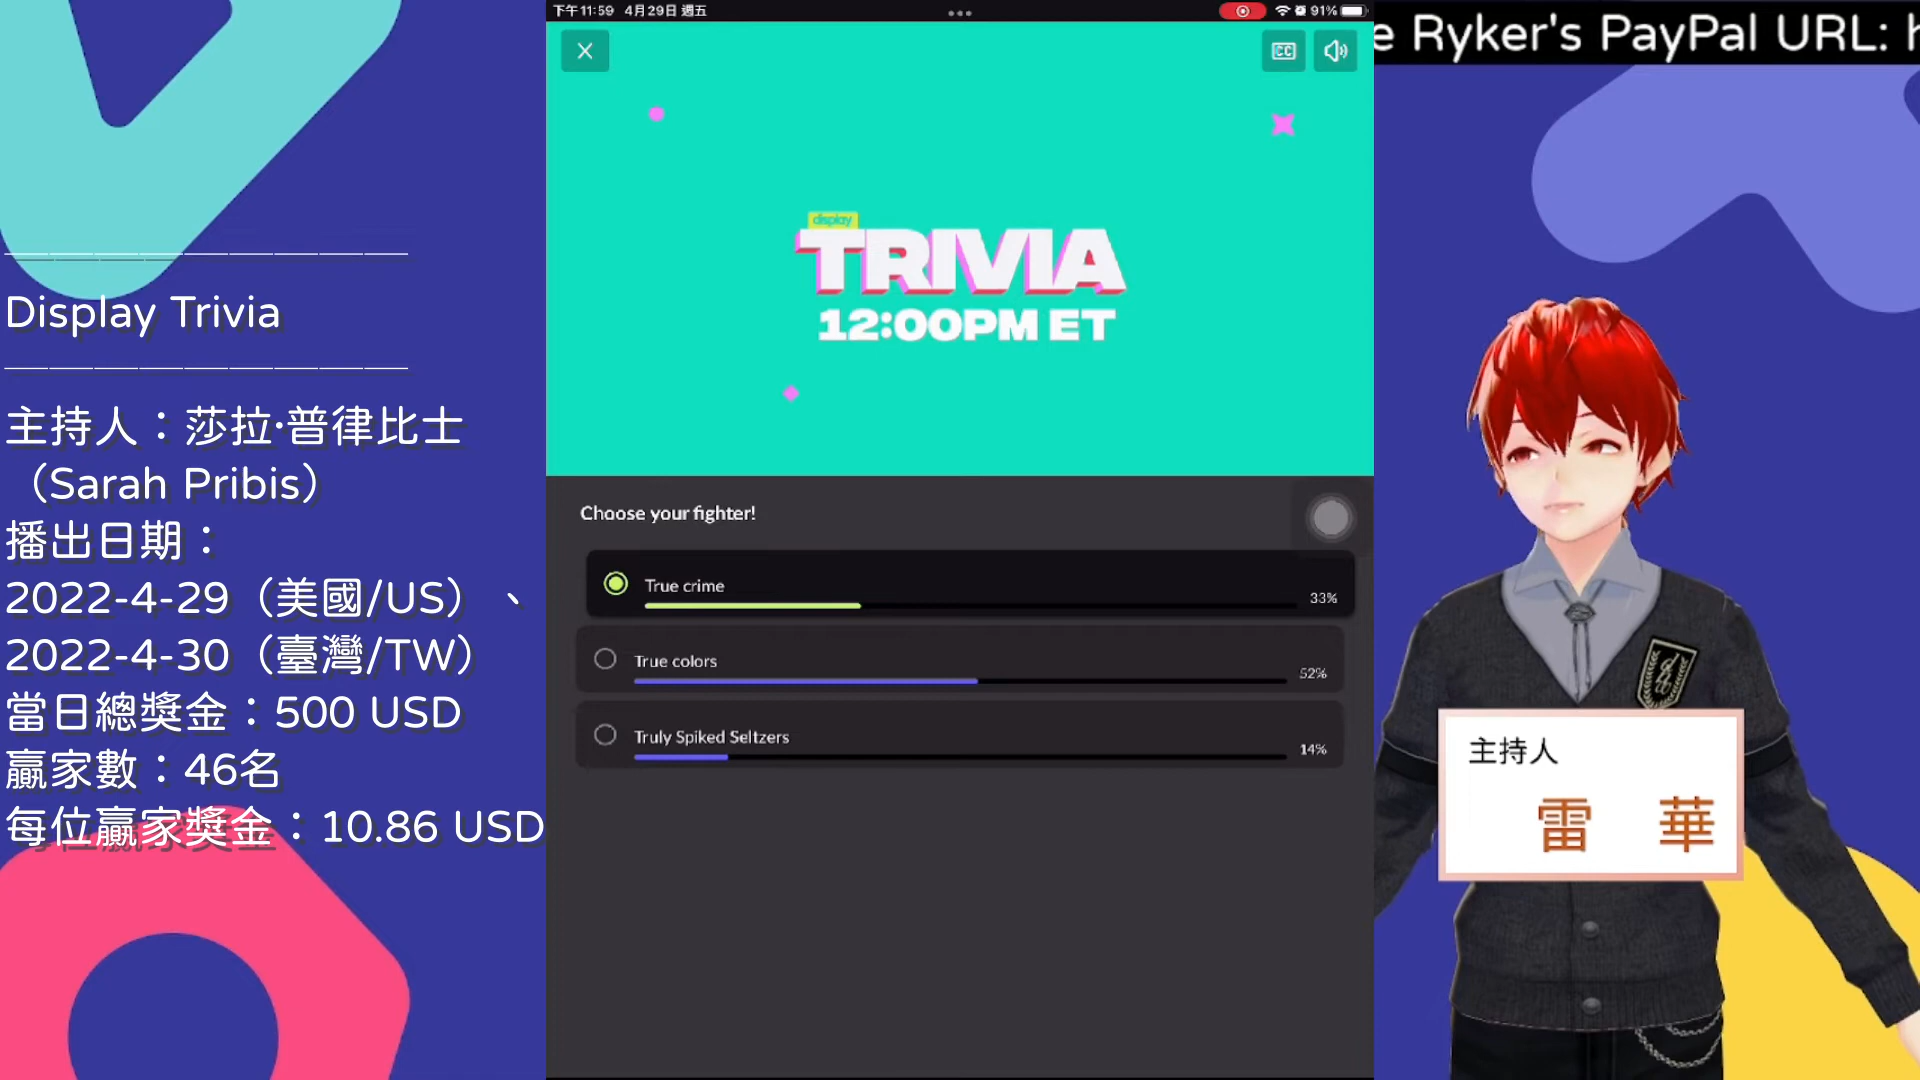 下午11:59 4月29日 週五
91%
e Ryker's PayPal URL: h
CC
display
TRIVIA
12:00PM ET
Display Trivia
主持人：莎拉·普律比士
（Sarah Pribis）
播出日期：
2022-4-29（美國/US）、
2022-4-30（臺灣/TW）
當日總獎金：500 USD
贏家數：46名
每位贏家獎金：10.86 USD
Choose your fighter!
True crime
33%
True colors
52%
Truly Spiked Seltzers
14%
主持人
雷 華